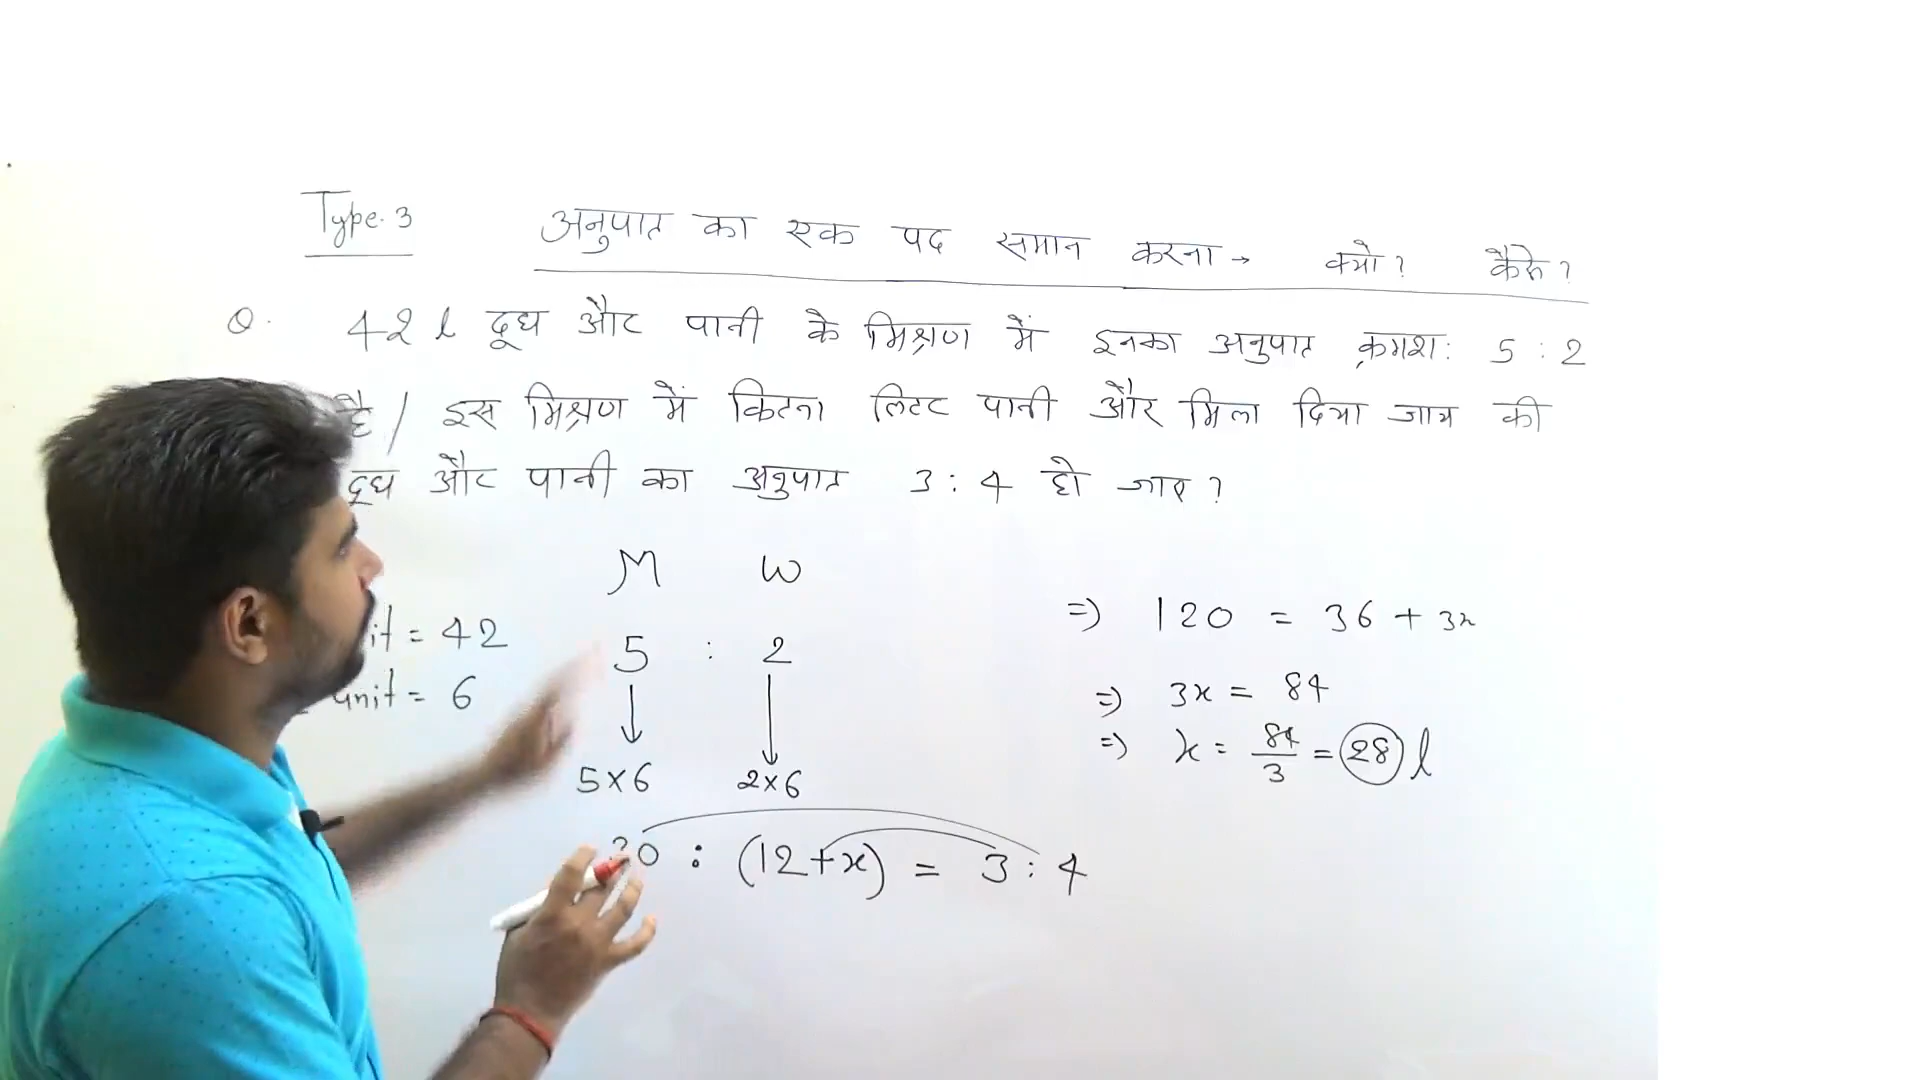 Type-3 अनुपात का एक पद समान करना → क्यो? कैसे?
Q. 42 l दूध और पानी के मिश्रण में इनका अनुपात क्रमश: 5 : 2
है / इस मिश्रण में कितना लिटर पानी और मिला दिया जाय की
दूध और पानी का अनुपात 3 : 4 हो जाए ?
M W
= 42
5 : 2
unit = 6
5×6 2×6
30 : (12+x) = 3 : 4
=) 120 = 36 + 3x
=) 3x = 84
=) x = 84/3 = 28 l